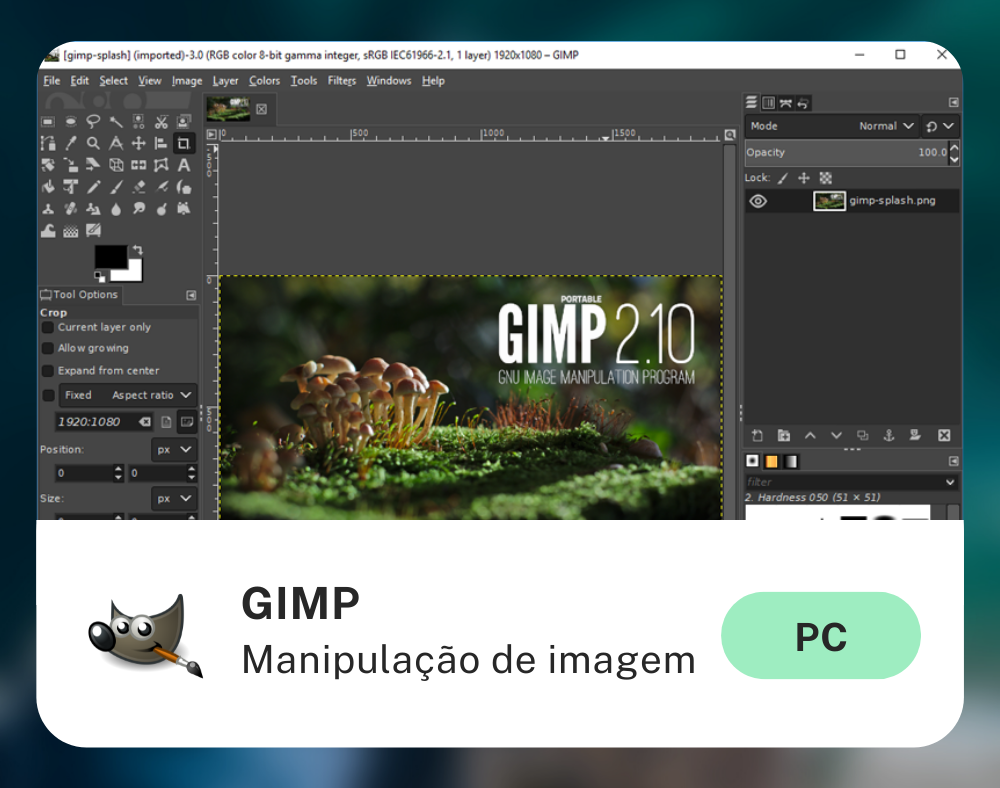 [gimp-splash] (imported)-3.0 (RGB color 8-bit gamma integer, sRGB IEC61966-2.1, 1 layer) 1920x1080 – GIMP
File Edit Select View Image Layer Colors Tools Filters Windows Help
0 500 1000 1500
Mode Normal
Opacity 100.0
Lock:
gimp-splash.png
Tool Options
Crop
Current layer only
Allow growing
Expand from center
Fixed Aspect ratio
1920:1080
Position: px
0 0
Size: px
PORTABLE
GIMP 2.10
GNU IMAGE MANIPULATION PROGRAM
filter
2. Hardness 050 (51 × 51)
GIMP
Manipulação de imagem
PC